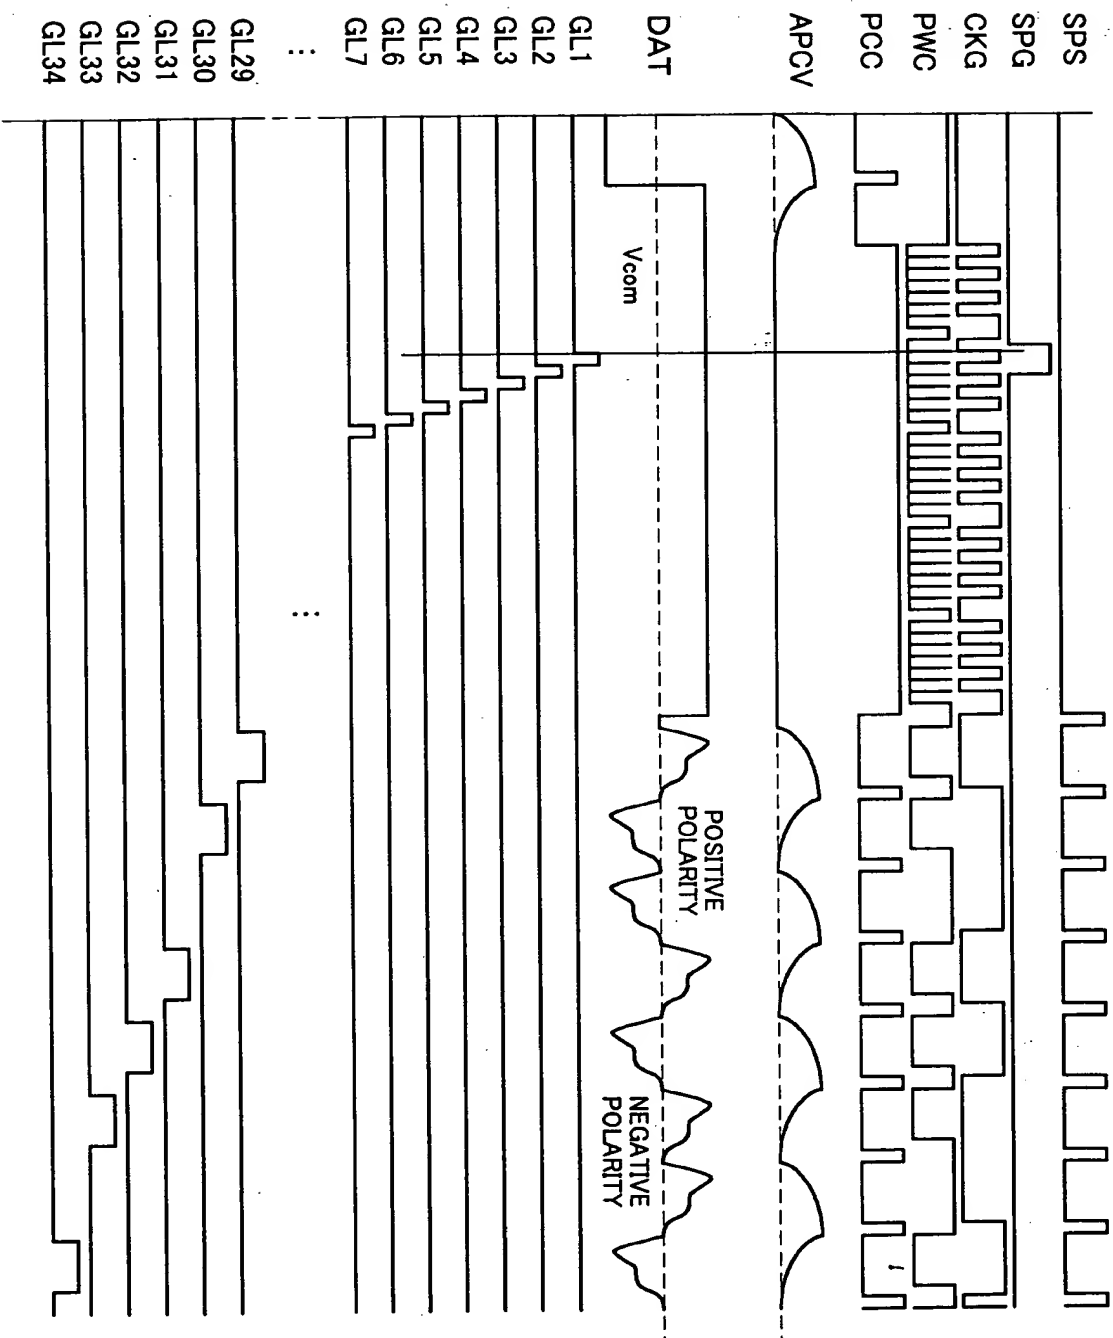 SPS
SPG
CKG
PWC
PCC
APCV
DAT
Vcom
POSITIVE
POLARITY
NEGATIVE
POLARITY
GL1
GL2
GL3
GL4
GL5
GL6
GL7
GL29
GL30
GL31
GL32
GL33
GL34